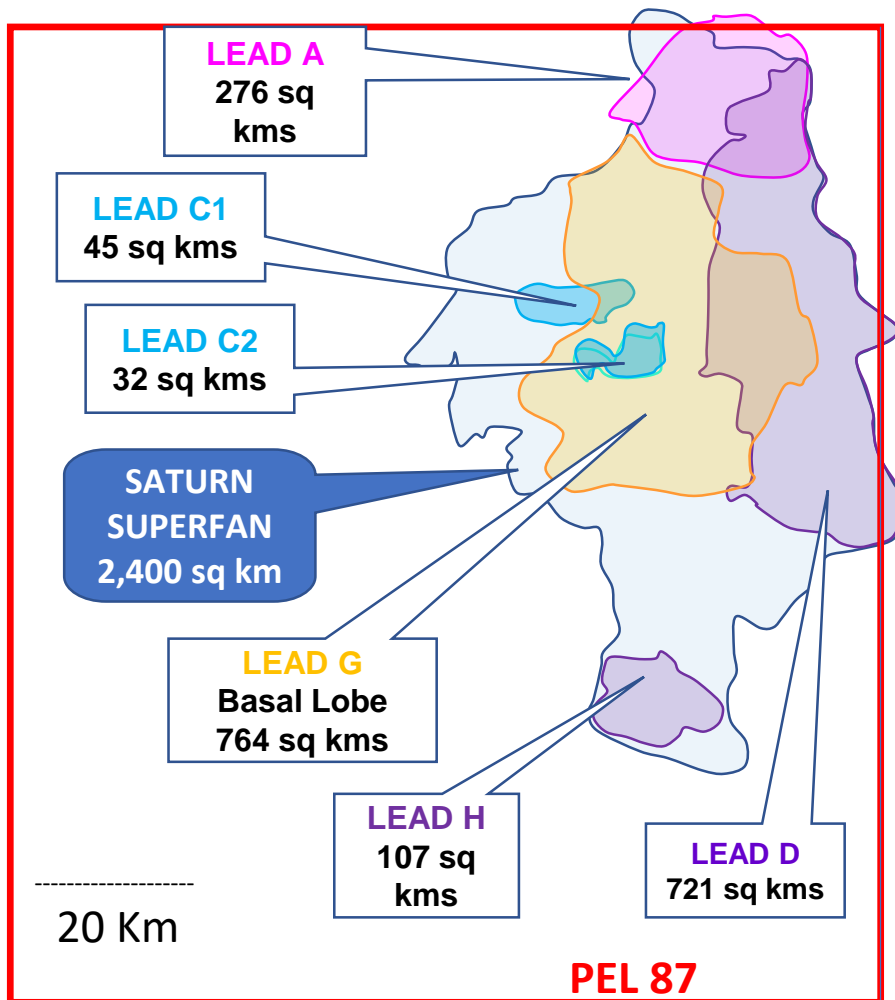 LEAD A
276 sq
kms
LEAD C1
45 sq kms
LEAD C2
32 sq kms
SATURN
SUPERFAN
2,400 sq km
LEAD G
Basal Lobe
764 sq kms
LEAD H
107 sq
kms
LEAD D
721 sq kms
20 Km
PEL 87